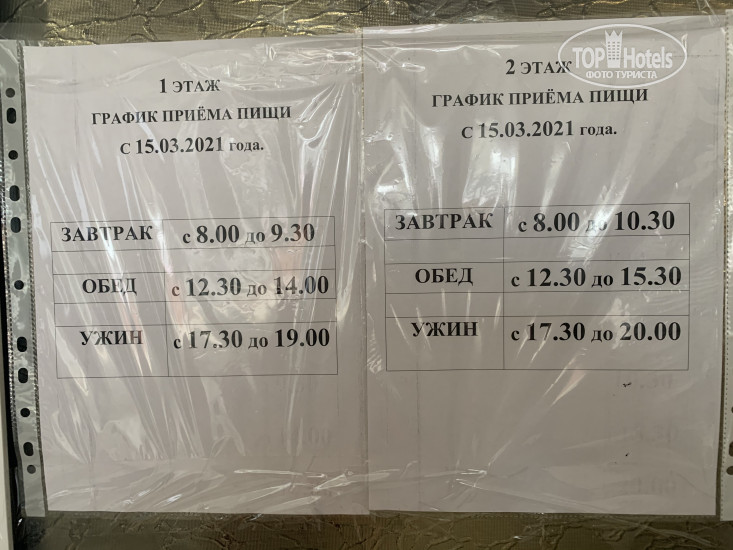 1 ЭТАЖ
ГРАФИК ПРИЁМА ПИЩИ
С 15.03.2021 года.
ЗАВТРАК с 8.00 до 9.30
ОБЕД с 12.30 до 14.00
УЖИН с 17.30 до 19.00
2 ЭТАЖ
ГРАФИК ПРИЁМА ПИЩИ
С 15.03.2021 года.
ЗАВТРАК с 8.00 до 10.30
ОБЕД с 12.30 до 15.30
УЖИН с 17.30 до 20.00
TOP Hotels
ФОТО ТУРИСТА